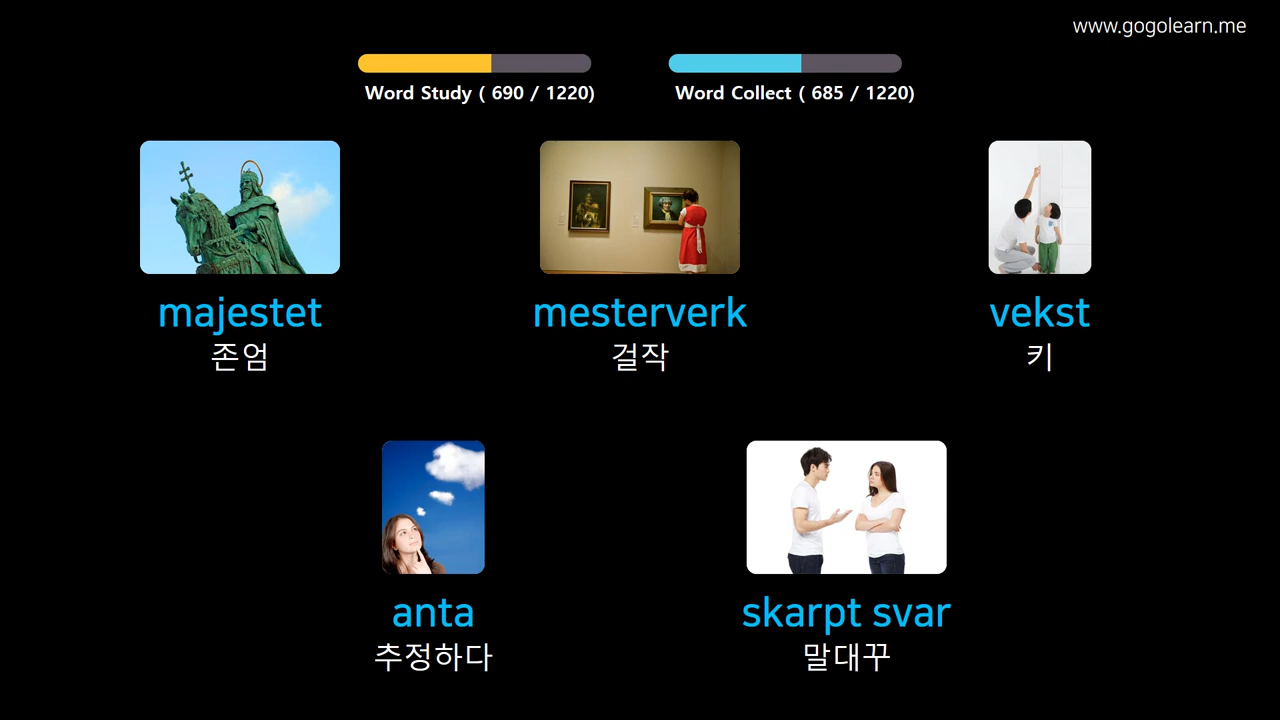 www.gogolearn.me
Word Study ( 690 / 1220)
Word Collect ( 685 / 1220)
majestet
존엄
mesterverk
걸작
vekst
키
anta
추정하다
skarpt svar
말대꾸